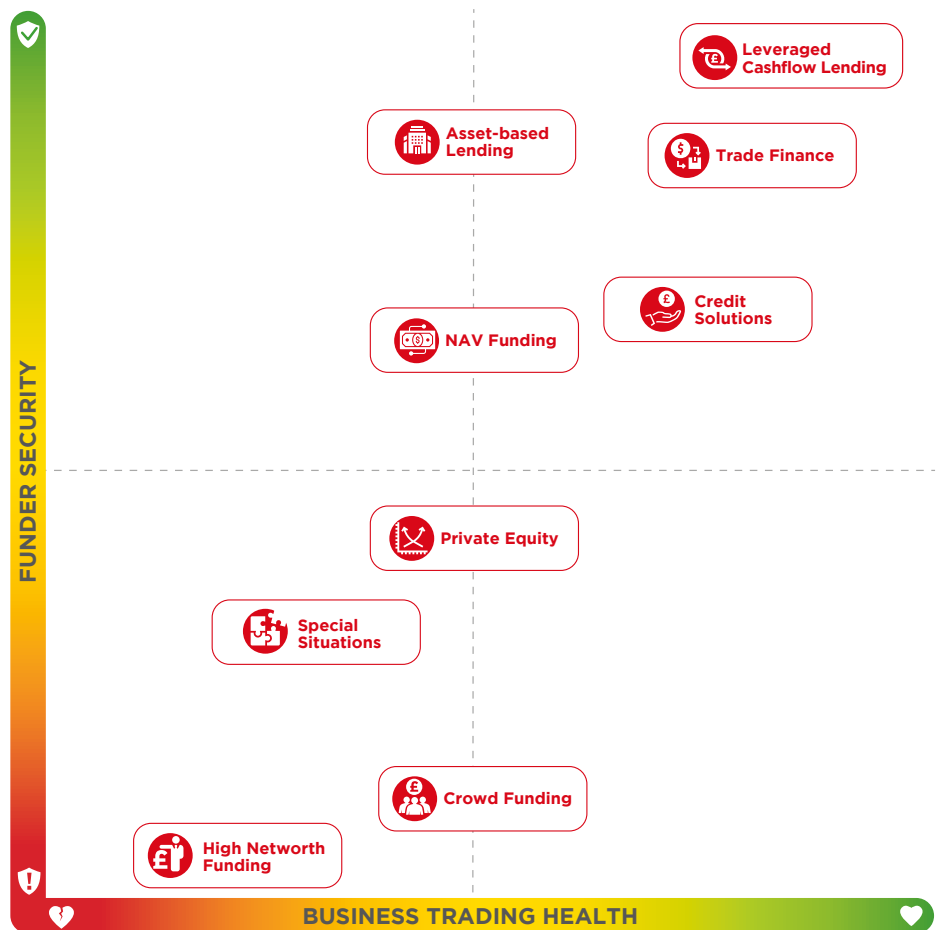 Leveraged
Cashflow Lending
Asset-based
Lending
Trade Finance
Credit
Solutions
NAV Funding
FUNDER SECURITY
Private Equity
Special
Situations
Crowd Funding
High Networth
Funding
BUSINESS TRADING HEALTH